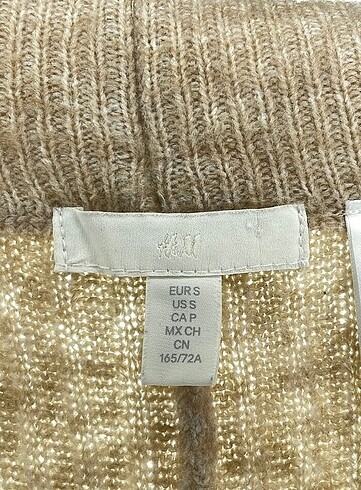 H&M
EUR S
US S
CA P
MX CH
CN
165/72A